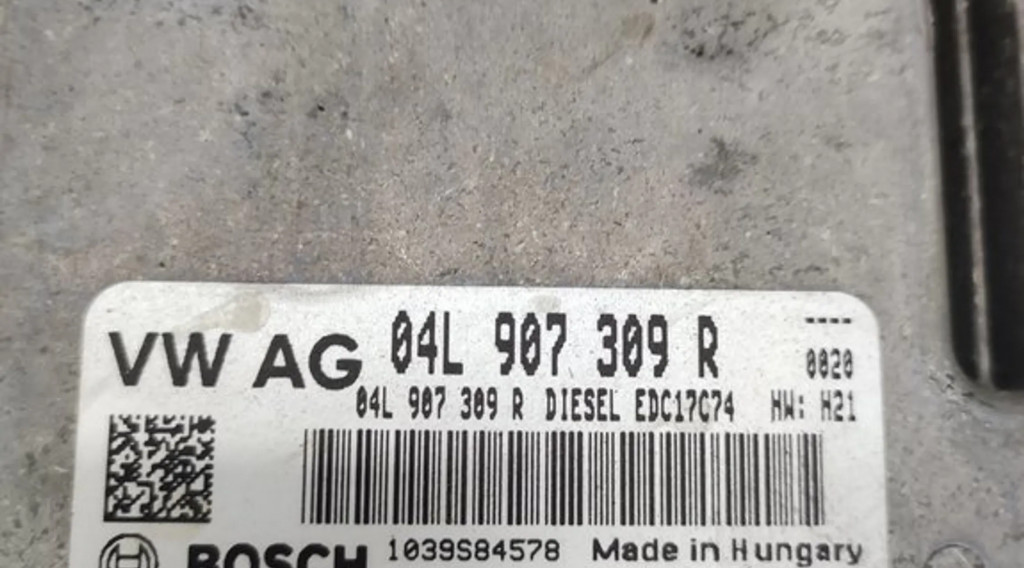 VW AG 04L 907 309 R ----
0020
04L 907 309 R DIESEL EDC17C74 HW: H21
BOSCH 1039S84578 Made in Hungary